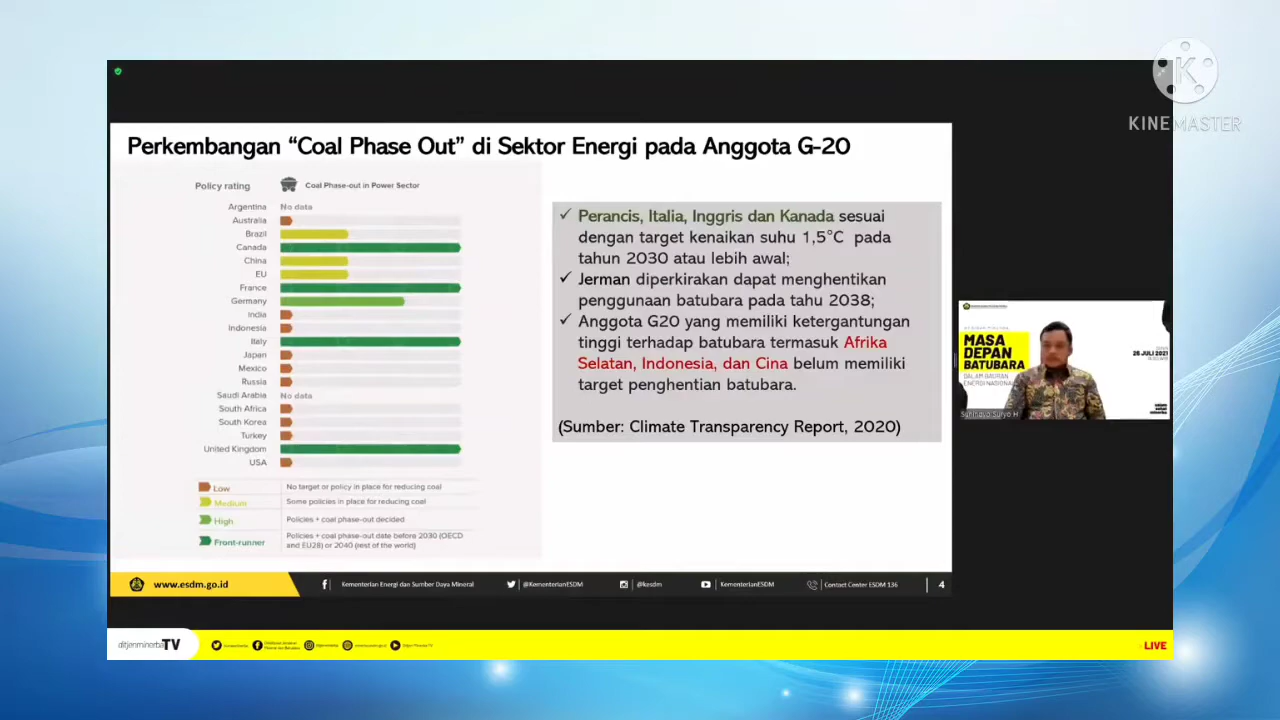 KINEMASTER
Perkembangan “Coal Phase Out” di Sektor Energi pada Anggota G-20
Policy rating
Coal Phase-out in Power Sector
Argentina No data
Australia
Brazil
Canada
China
EU
France
Germany
India
Indonesia
Italy
Japan
Mexico
Russia
Saudi Arabia No data
South Africa
South Korea
Turkey
United Kingdom
USA
Low No target or policy in place for reducing coal
Medium Some policies in place for reducing coal
High Policies + coal phase-out decided
Front-runner Policies + coal phase-out date before 2030 (OECD
and EU28) or 2040 (rest of the world)
✓ Perancis, Italia, Inggris dan Kanada sesuai
dengan target kenaikan suhu 1,5°C pada
tahun 2030 atau lebih awal;
✓ Jerman diperkirakan dapat menghentikan
penggunaan batubara pada tahu 2038;
✓ Anggota G20 yang memiliki ketergantungan
tinggi terhadap batubara termasuk Afrika
Selatan, Indonesia, dan Cina belum memiliki
target penghentian batubara.
(Sumber: Climate Transparency Report, 2020)
MASA
DEPAN
BATUBARA
DALAM BAURAN
ENERGI NASIONAL
26 JULI 2021
Suryo H
www.esdm.go.id
Kementerian Energi dan Sumber Daya Mineral
@KementerianESDM
@kesdm
KementerianESDM
Contact Center ESDM 136
4
ditjenminerbaTV
LIVE